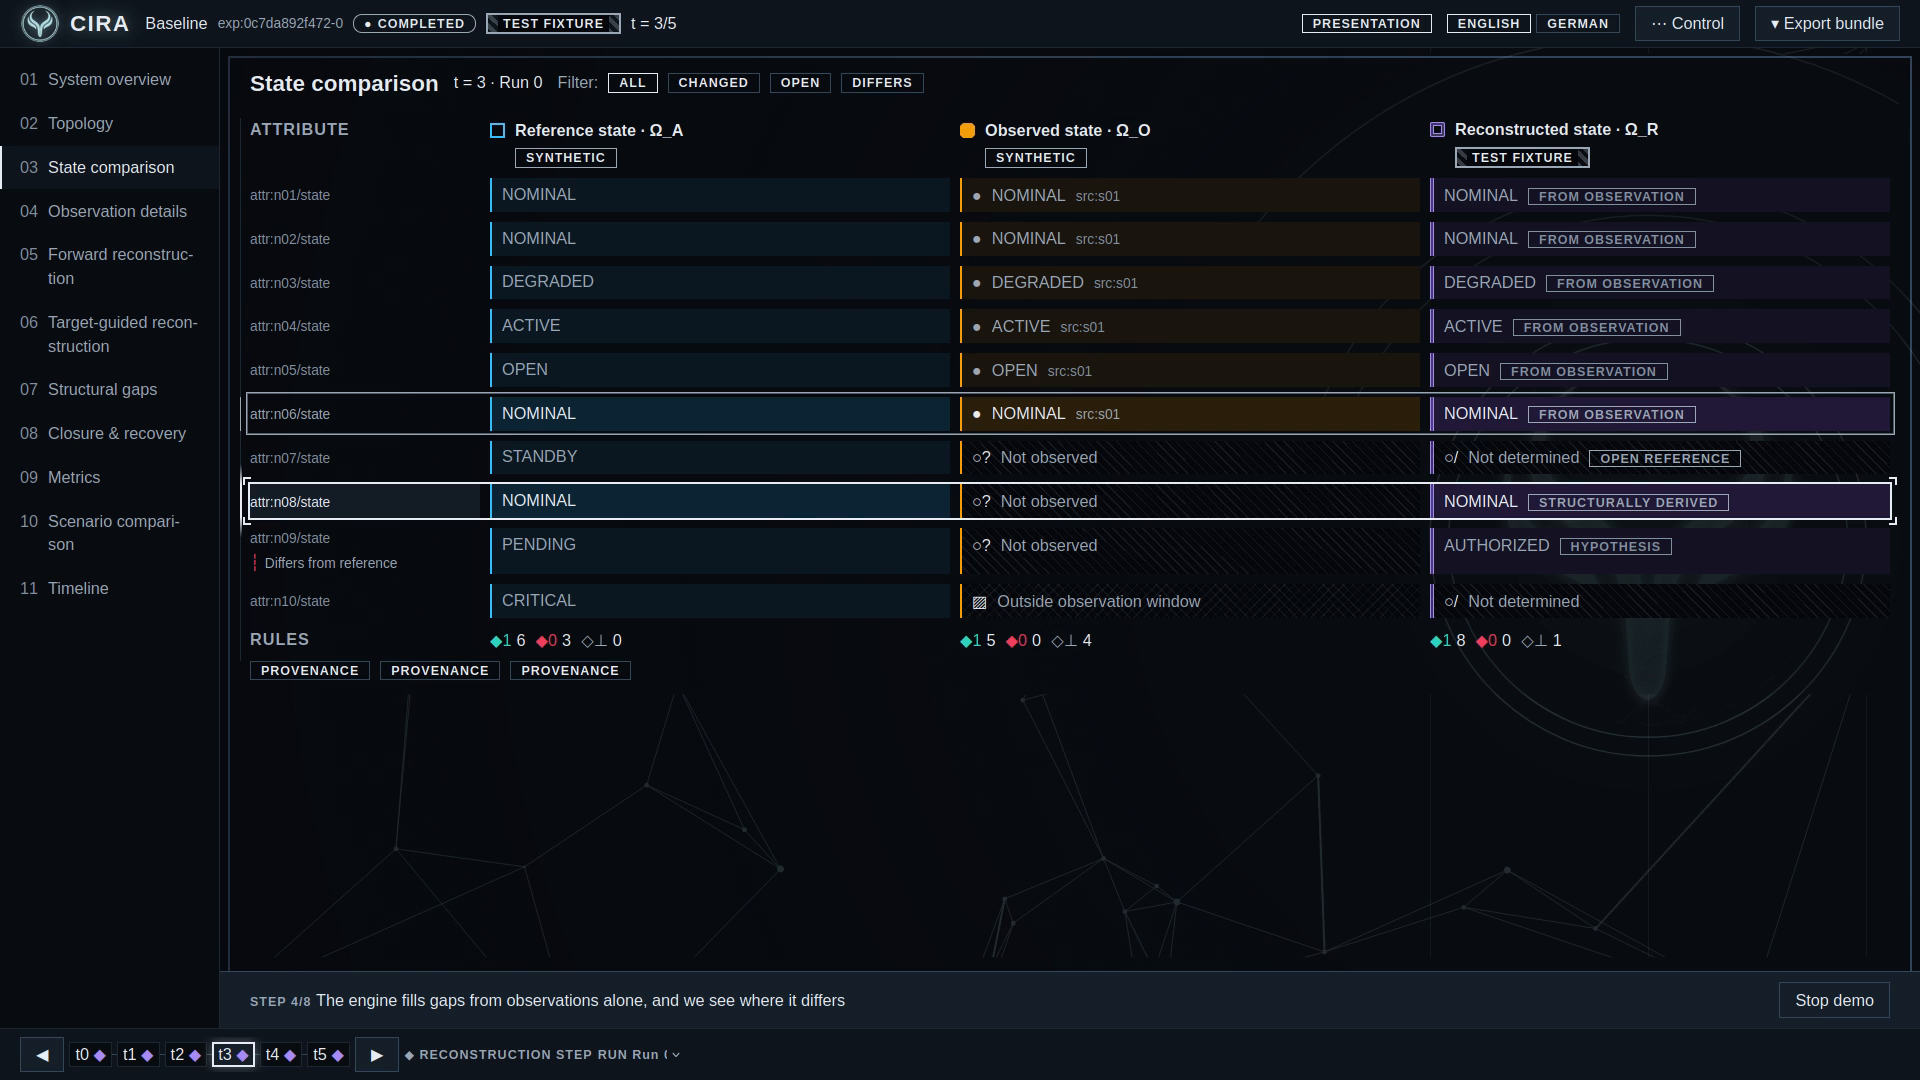 CIRA Baseline exp:0c7da892f472-0 ● COMPLETED TEST FIXTURE t = 3/5 PRESENTATION ENGLISH GERMAN ··· Control ▾ Export bundle
01 System overview
02 Topology
03 State comparison
04 Observation details
05 Forward reconstruc-
tion
06 Target-guided recon-
struction
07 Structural gaps
08 Closure & recovery
09 Metrics
10 Scenario compari-
son
11 Timeline
State comparison t = 3 · Run 0 Filter: ALL CHANGED OPEN DIFFERS
ATTRIBUTE Reference state · Ω_A Observed state · Ω_O Reconstructed state · Ω_R
SYNTHETIC SYNTHETIC TEST FIXTURE
attr:n01/state NOMINAL ● NOMINAL src:s01 NOMINAL FROM OBSERVATION
attr:n02/state NOMINAL ● NOMINAL src:s01 NOMINAL FROM OBSERVATION
attr:n03/state DEGRADED ● DEGRADED src:s01 DEGRADED FROM OBSERVATION
attr:n04/state ACTIVE ● ACTIVE src:s01 ACTIVE FROM OBSERVATION
attr:n05/state OPEN ● OPEN src:s01 OPEN FROM OBSERVATION
attr:n06/state NOMINAL ● NOMINAL src:s01 NOMINAL FROM OBSERVATION
attr:n07/state STANDBY ○? Not observed ○/ Not determined OPEN REFERENCE
attr:n08/state NOMINAL ○? Not observed NOMINAL STRUCTURALLY DERIVED
attr:n09/state PENDING ○? Not observed AUTHORIZED HYPOTHESIS
Differs from reference
attr:n10/state CRITICAL ▨ Outside observation window ○/ Not determined
RULES ◆1 6 ◆0 3 ◇⊥ 0 ◆1 5 ◆0 0 ◇⊥ 4 ◆1 8 ◆0 0 ◇⊥ 1
PROVENANCE PROVENANCE PROVENANCE
STEP 4/8 The engine fills gaps from observations alone, and we see where it differs Stop demo
◀ t0 ◆ t1 ◆ t2 ◆ t3 ◆ t4 ◆ t5 ◆ ▶ ◆ RECONSTRUCTION STEP RUN Run